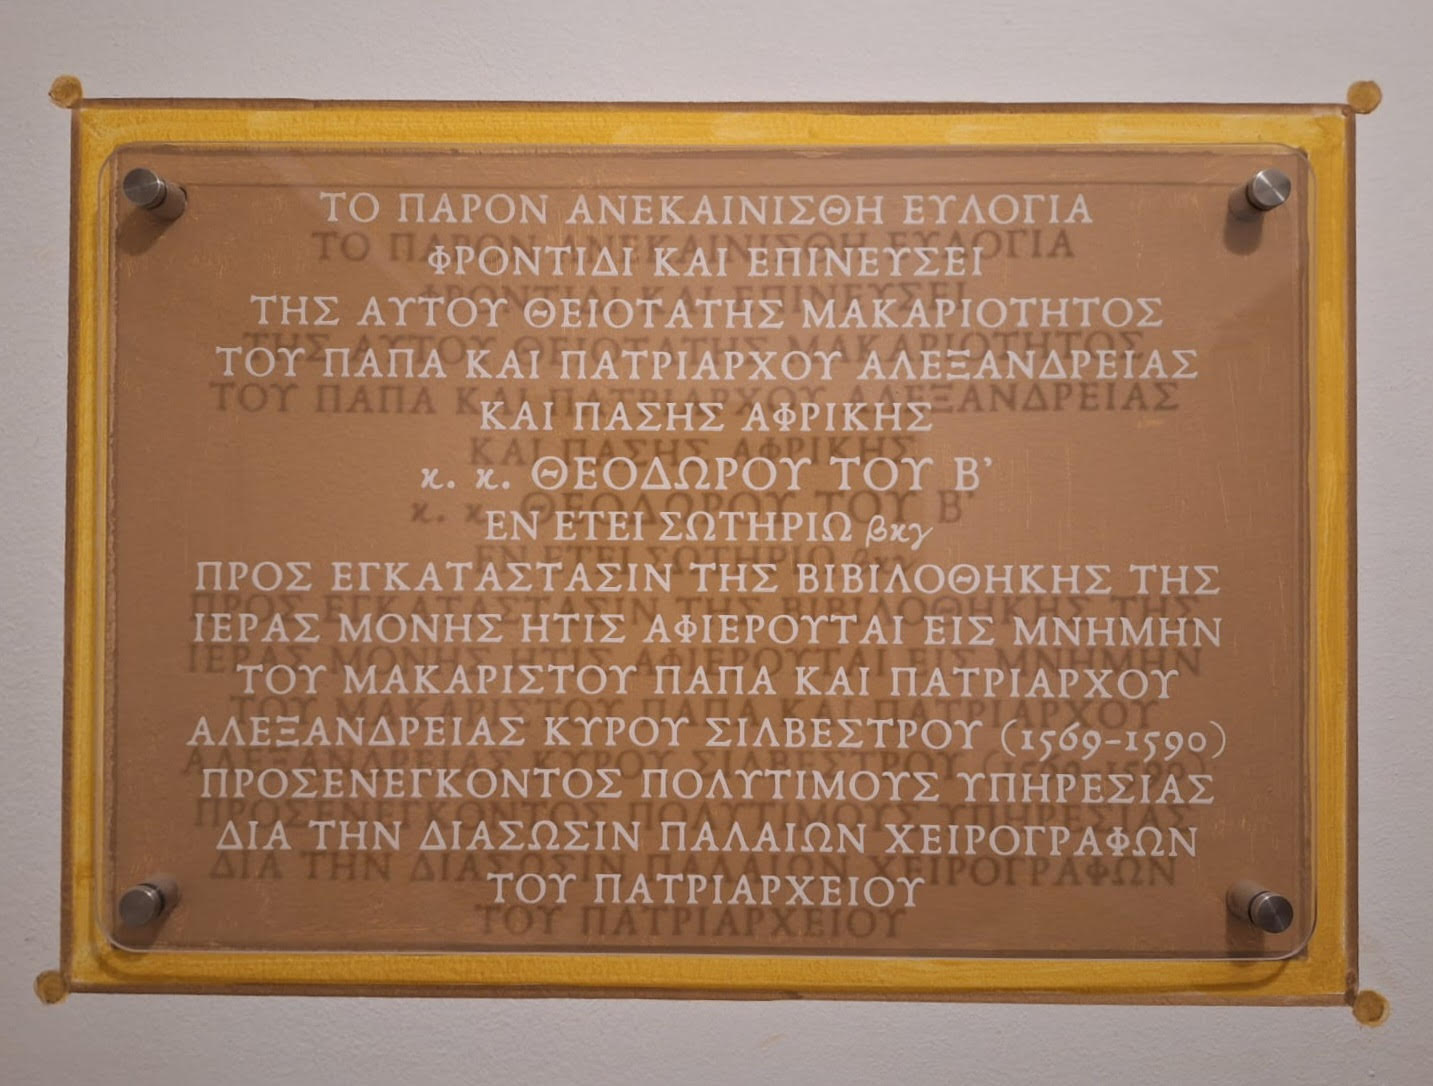 ΤΟ ΠΑΡΟΝ ΑΝΕΚΑΙΝΙΣΘΗ ΕΥΛΟΓΙΑ
ΦΡΟΝΤΙΔΙ ΚΑΙ ΕΠΙΝΕΥΣΕΙ
ΤΗΣ ΑΥΤΟΥ ΘΕΙΟΤΑΤΗΣ ΜΑΚΑΡΙΟΤΗΤΟΣ
ΤΟΥ ΠΑΠΑ ΚΑΙ ΠΑΤΡΙΑΡΧΟΥ ΑΛΕΞΑΝΔΡΕΙΑΣ
ΚΑΙ ΠΑΣΗΣ ΑΦΡΙΚΗΣ
κ. κ. ΘΕΟΔΩΡΟΥ ΤΟΥ Β'
ΕΝ ΕΤΕΙ ΣΩΤΗΡΙΩ βκγ
ΠΡΟΣ ΕΓΚΑΤΑΣΤΑΣΙΝ ΤΗΣ ΒΙΒΙΛΟΘΗΚΗΣ ΤΗΣ
ΙΕΡΑΣ ΜΟΝΗΣ ΗΤΙΣ ΑΦΙΕΡΟΥΤΑΙ ΕΙΣ ΜΝΗΜΗΝ
ΤΟΥ ΜΑΚΑΡΙΣΤΟΥ ΠΑΠΑ ΚΑΙ ΠΑΤΡΙΑΡΧΟΥ
ΑΛΕΞΑΝΔΡΕΙΑΣ ΚΥΡΟΥ ΣΙΛΒΕΣΤΡΟΥ (1569-1590)
ΠΡΟΣΕΝΕΓΚΟΝΤΟΣ ΠΟΛΥΤΙΜΟΥΣ ΥΠΗΡΕΣΙΑΣ
ΔΙΑ ΤΗΝ ΔΙΑΣΩΣΙΝ ΠΑΛΑΙΩΝ ΧΕΙΡΟΓΡΑΦΩΝ
ΤΟΥ ΠΑΤΡΙΑΡΧΕΙΟΥ